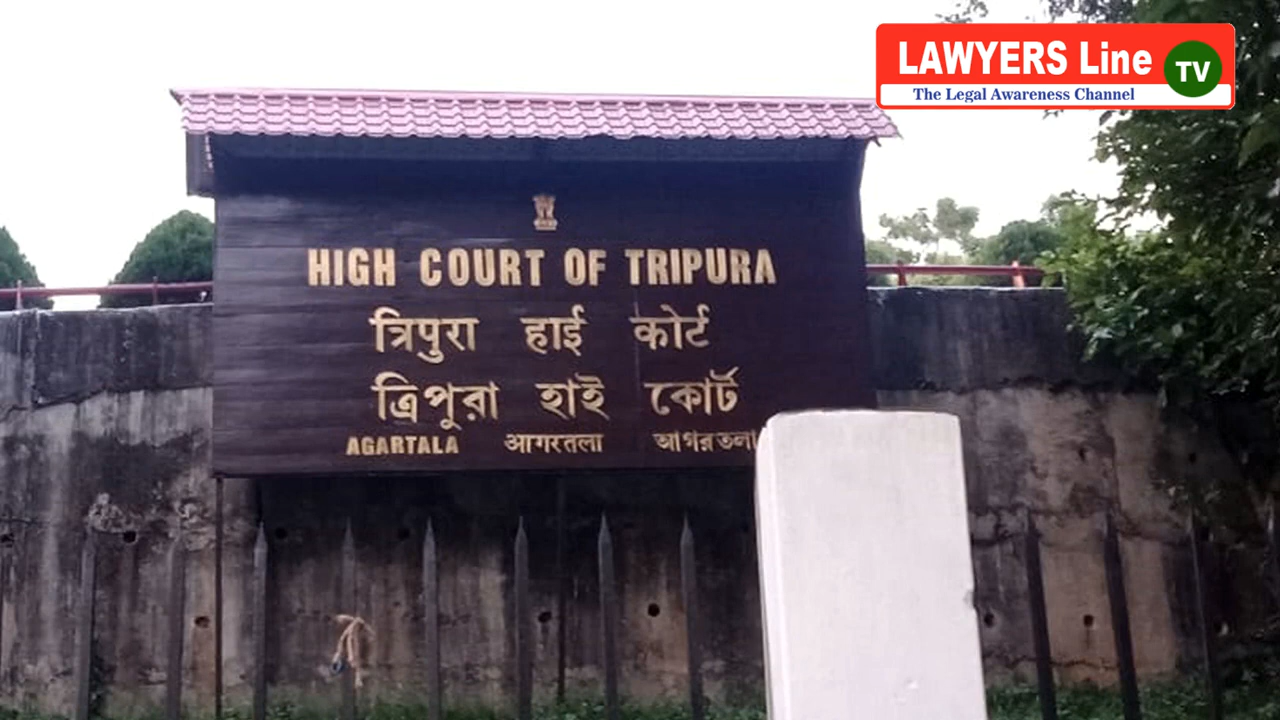 LAWYERS Line TV
The Legal Awareness Channel
HIGH COURT OF TRIPURA
त्रिपुरा हाई कोर्ट
ত্রিপুরা হাই কোর্ট
AGARTALA आगरतला আগরতলা